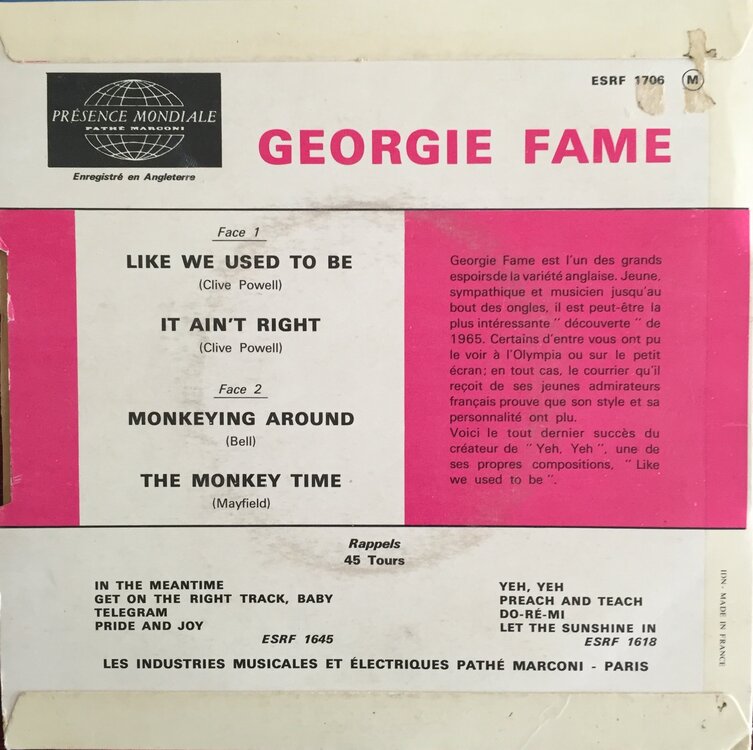 PRÉSENCE MONDIALE
PATHÉ MARCONI
Enregistré en Angleterre
ESRF 1706 M
GEORGIE FAME
Face 1
LIKE WE USED TO BE
(Clive Powell)
IT AIN'T RIGHT
(Clive Powell)
Face 2
MONKEYING AROUND
(Bell)
THE MONKEY TIME
(Mayfield)
Georgie Fame est l'un des grands
espoirs de la variété anglaise. Jeune,
sympathique et musicien jusqu'au
bout des ongles, il est peut-être la
plus intéressante " découverte " de
1965. Certains d'entre vous ont pu
le voir à l'Olympia ou sur le petit
écran; en tout cas, le courrier qu'il
reçoit de ses jeunes admirateurs
français prouve que son style et sa
personnalité ont plu.
Voici le tout dernier succès du
créateur de " Yeh, Yeh ", une de
ses propres compositions, " Like
we used to be ".
Rappels
45 Tours
IN THE MEANTIME
GET ON THE RIGHT TRACK, BABY
TELEGRAM
PRIDE AND JOY
ESRF 1645
YEH, YEH
PREACH AND TEACH
DO-RÉ-MI
LET THE SUNSHINE IN
ESRF 1618
LES INDUSTRIES MUSICALES ET ÉLECTRIQUES PATHÉ MARCONI - PARIS
IDN - MADE IN FRANCE